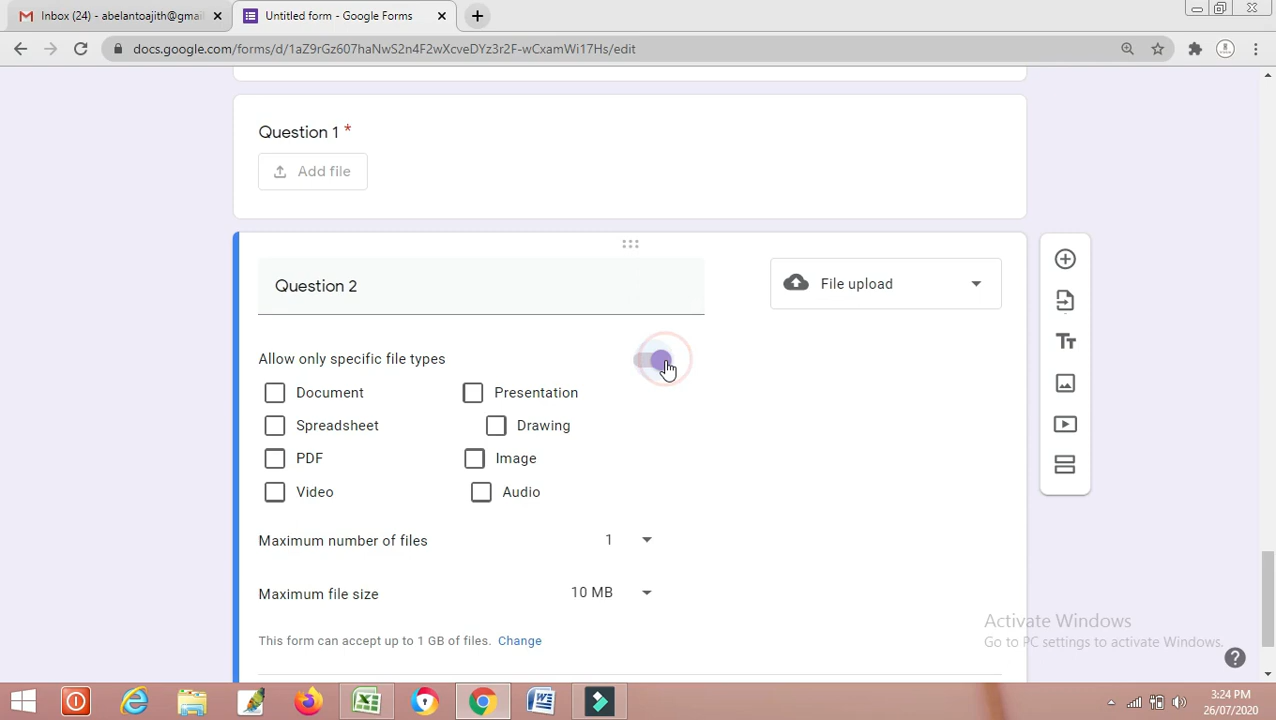 Inbox (24) - abelantoajith@gmail
Untitled form - Google Forms
docs.google.com/forms/d/1aZ9rGz607haNwS2n4F2wXcveDYz3r2F-wCxamWi17Hs/edit
Question 1 *
Add file
Question 2
File upload
Allow only specific file types
Document
Presentation
Spreadsheet
Drawing
PDF
Image
Video
Audio
Maximum number of files
1
Maximum file size
10 MB
This form can accept up to 1 GB of files. Change
Activate Windows
Go to PC settings to activate Windows.
3:24 PM
26/07/2020